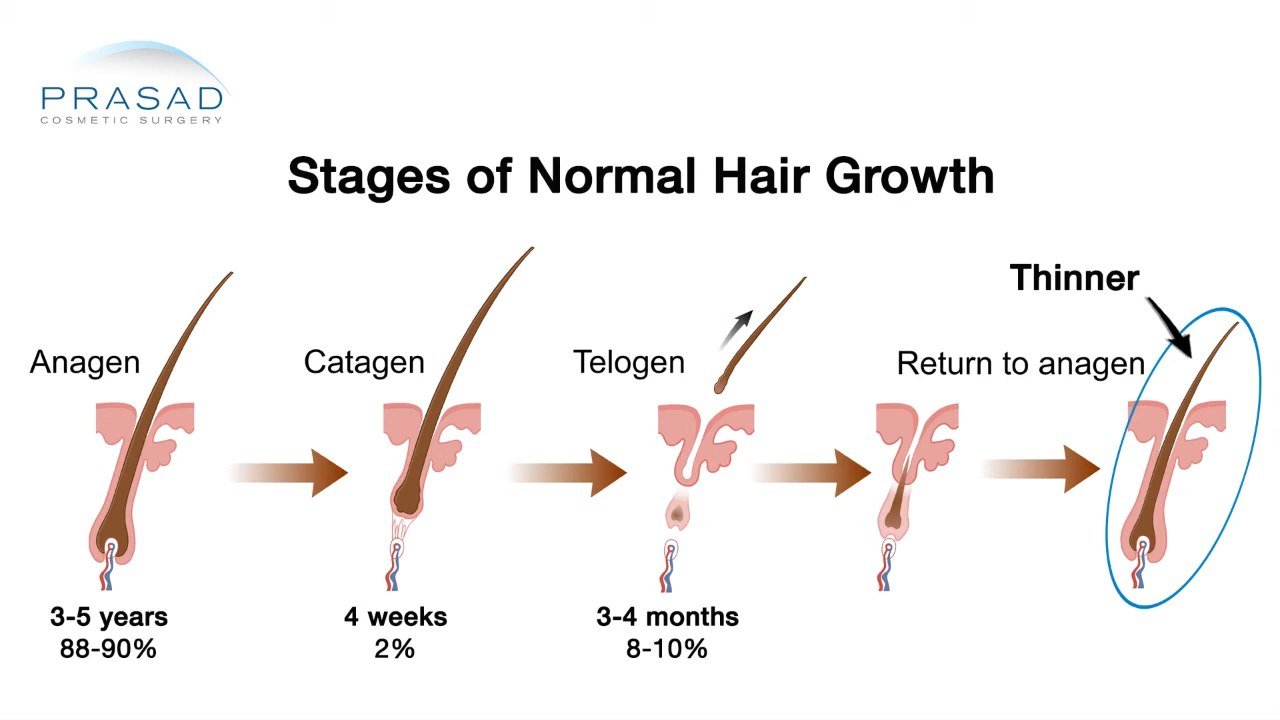 PRASAD
COSMETIC SURGERY
Stages of Normal Hair Growth
Thinner
Anagen
Catagen
Telogen
Return to anagen
3-5 years
88-90%
4 weeks
2%
3-4 months
8-10%